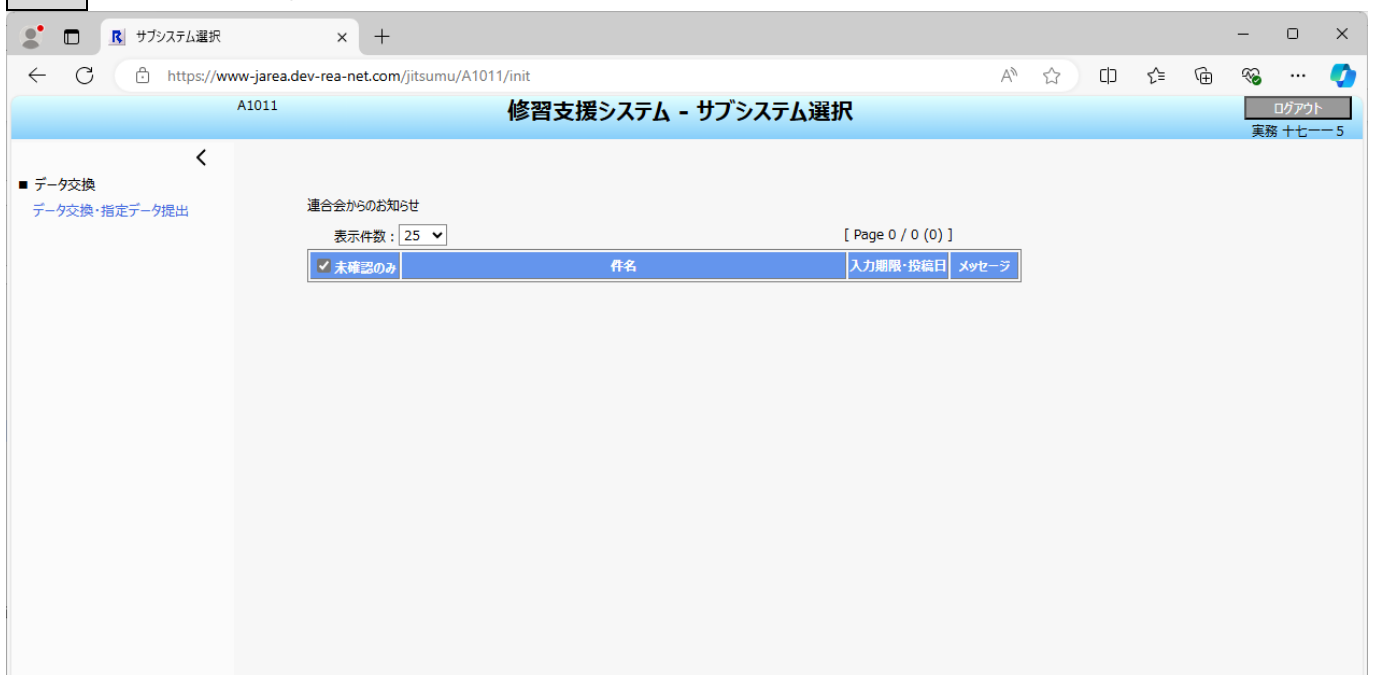 サブシステム選択
https://www-jarea.dev-rea-net.com/jitsumu/A1011/init
A1011
修習支援システム - サブシステム選択
ログアウト
実務 十七一一5
■ データ交換
データ交換・指定データ提出
連合会からのお知らせ
表示件数： 25
[ Page 0 / 0 (0) ]
未確認のみ 件名 入力期限・投稿日 メッセージ